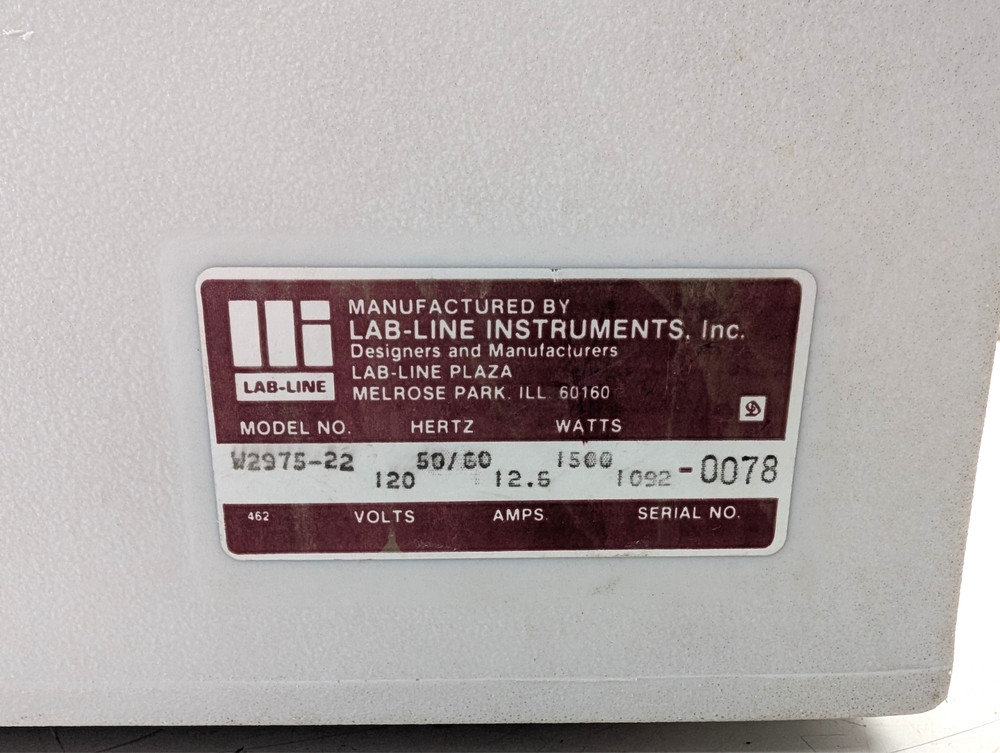 MANUFACTURED BY
LAB-LINE INSTRUMENTS, Inc.
Designers and Manufacturers
LAB-LINE PLAZA
LAB-LINE
MELROSE PARK, ILL. 60160
MODEL NO. HERTZ WATTS
W2975-22 50/60 1500
120 12.6 1092-0078
462 VOLTS AMPS. SERIAL NO.